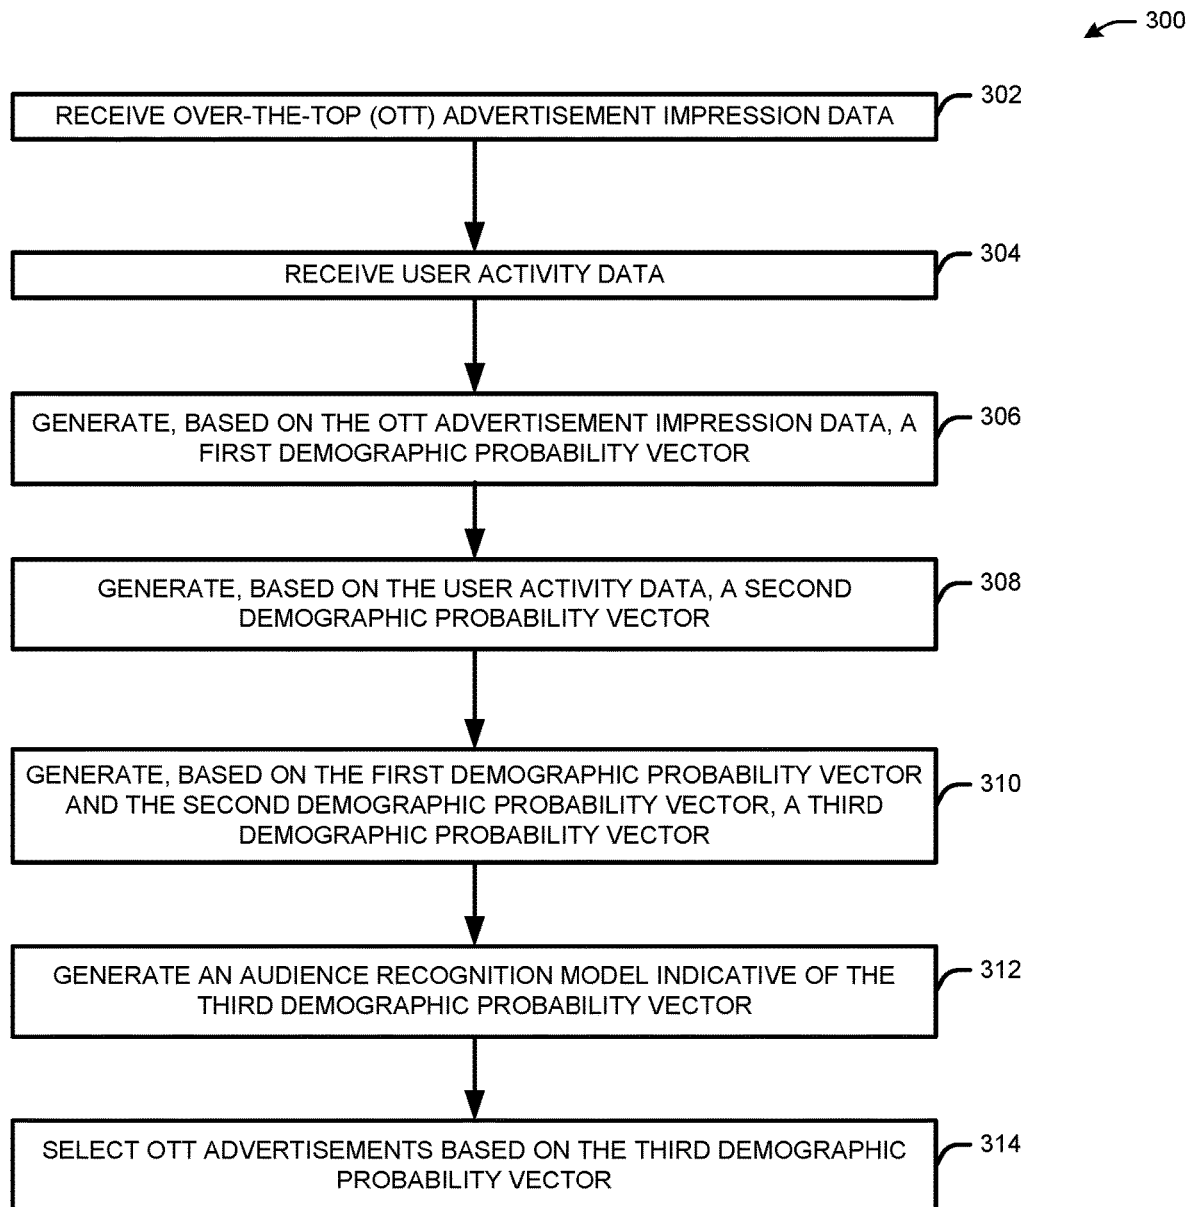 300
RECEIVE OVER-THE-TOP (OTT) ADVERTISEMENT IMPRESSION DATA
302
RECEIVE USER ACTIVITY DATA
304
GENERATE, BASED ON THE OTT ADVERTISEMENT IMPRESSION DATA, A
FIRST DEMOGRAPHIC PROBABILITY VECTOR
306
GENERATE, BASED ON THE USER ACTIVITY DATA, A SECOND
DEMOGRAPHIC PROBABILITY VECTOR
308
GENERATE, BASED ON THE FIRST DEMOGRAPHIC PROBABILITY VECTOR
AND THE SECOND DEMOGRAPHIC PROBABILITY VECTOR, A THIRD
DEMOGRAPHIC PROBABILITY VECTOR
310
GENERATE AN AUDIENCE RECOGNITION MODEL INDICATIVE OF THE
THIRD DEMOGRAPHIC PROBABILITY VECTOR
312
SELECT OTT ADVERTISEMENTS BASED ON THE THIRD DEMOGRAPHIC
PROBABILITY VECTOR
314